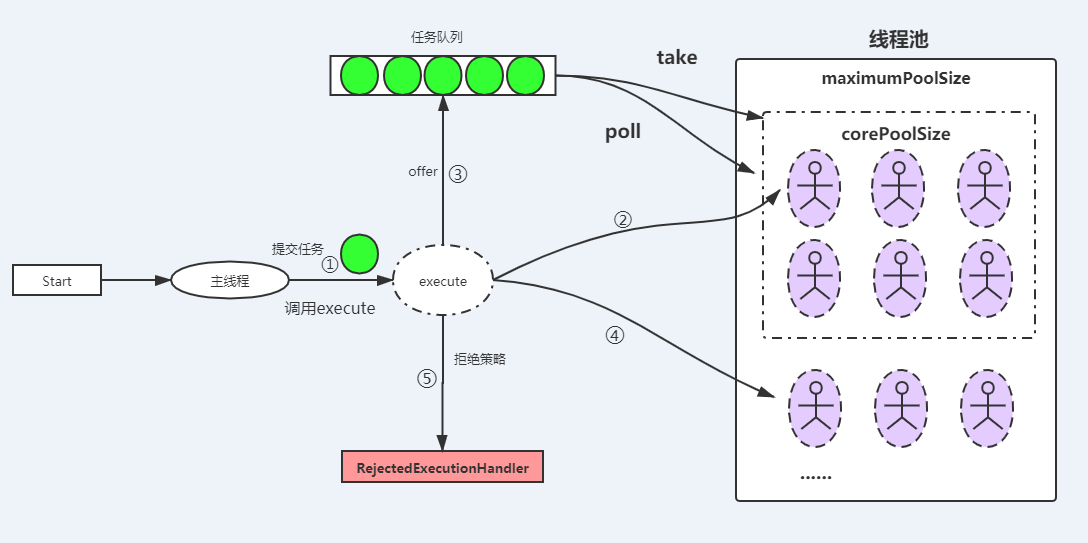 任务队列
线程池
take
maximumPoolSize
poll
corePoolSize
offer
③
②
提交任务
①
Start
主线程
execute
调用execute
④
拒绝策略
⑤
RejectedExecutionHandler
......